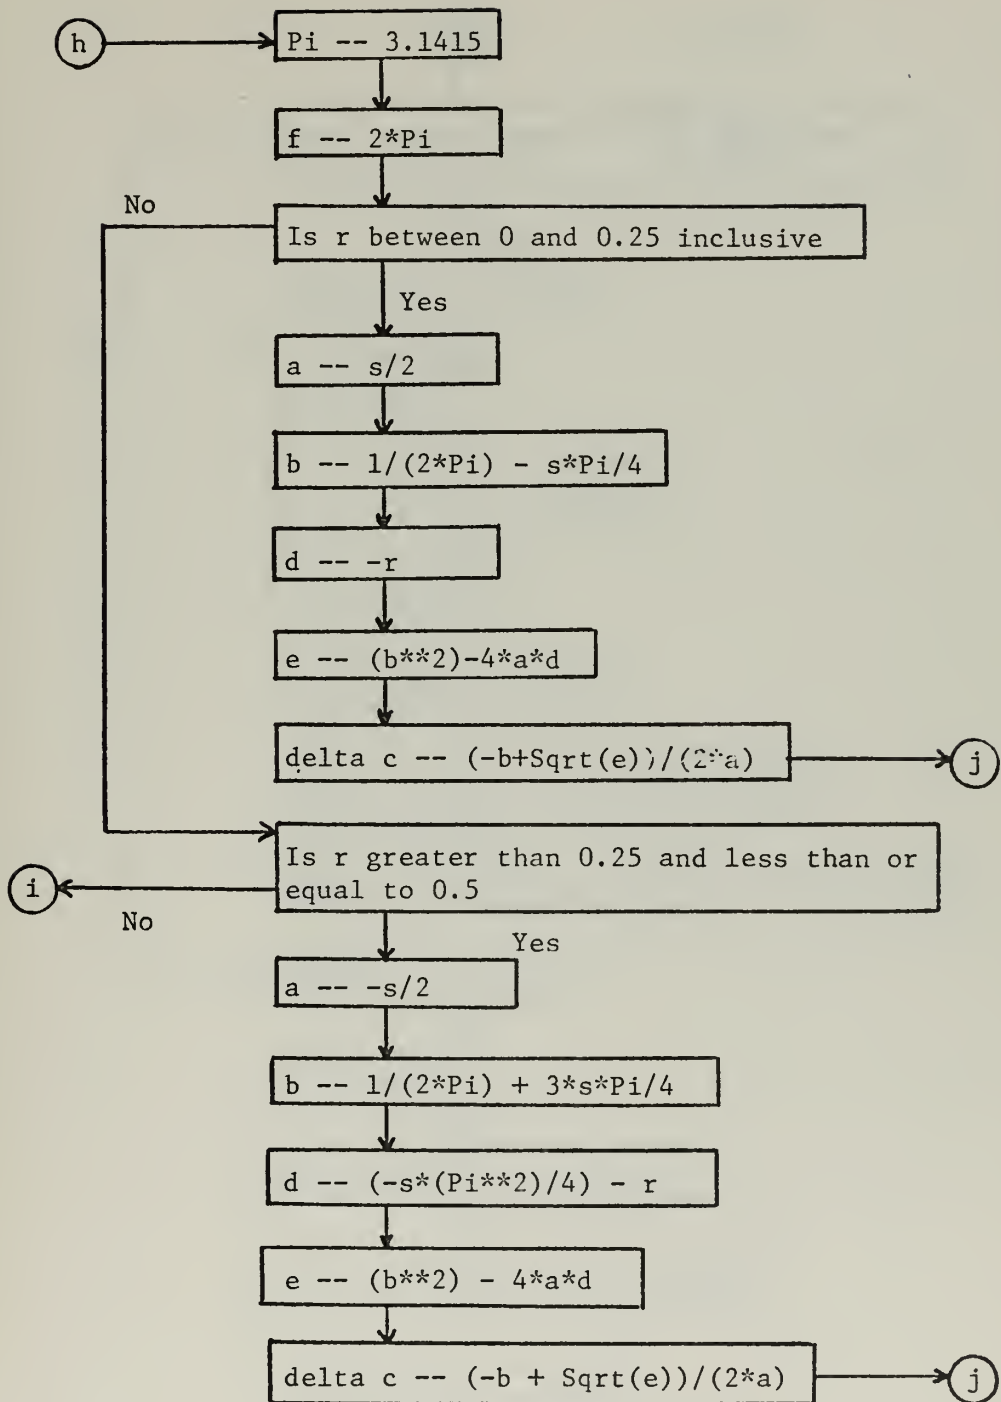 h
Pi -- 3.1415
f -- 2*Pi
No
Is r between 0 and 0.25 inclusive
Yes
a -- s/2
b -- 1/(2*Pi) - s*Pi/4
d -- -r
e -- (b**2)-4*a*d
delta c -- (-b+Sqrt(e))/(2*a)
j
Is r greater than 0.25 and less than or
equal to 0.5
i
No
Yes
a -- -s/2
b -- 1/(2*Pi) + 3*s*Pi/4
d -- (-s*(Pi**2)/4) - r
e -- (b**2) - 4*a*d
delta c -- (-b + Sqrt(e))/(2*a)
j